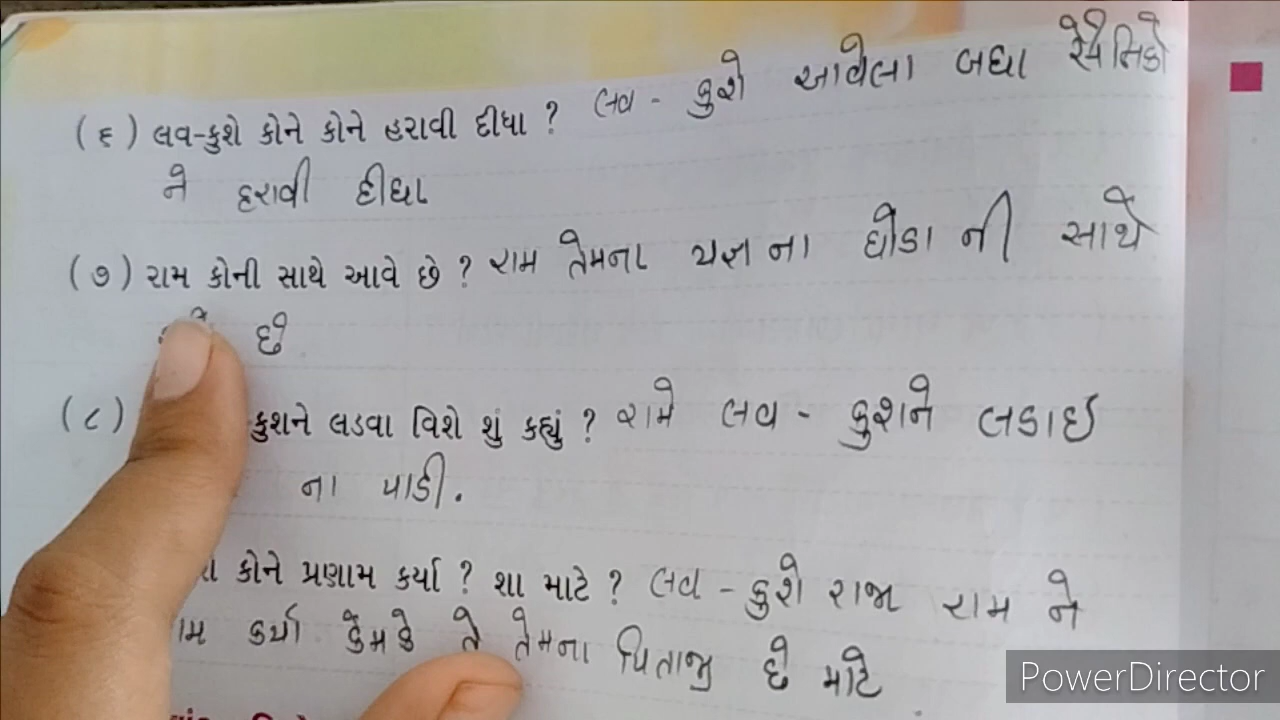 (૬) લવ-કુશે કોને કોને હરાવી દીધા ? લવ - કુશે આવેલા બધા સૈનિકો
ને હરાવી દીધા
(૭) રામ કોની સાથે આવે છે ? રામ તેમના યજ્ઞ ના ઘોડા ની સાથે
છે
(૮) કુશને લડવા વિશે શું કહ્યું ? રામે લવ - કુશને લડાઈ
ના પાડી.
કોને પ્રણામ કર્યા ? શા માટે ? લવ - કુશે રાજા રામ ને
કર્યા કેમકે તે તેમના પિતાજી છે માટે
PowerDirector